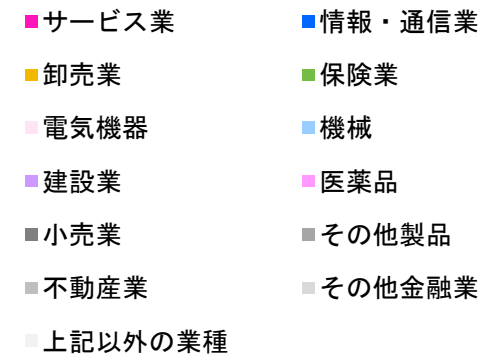 サービス業 情報・通信業
卸売業 保険業
電気機器 機械
建設業 医薬品
小売業 その他製品
不動産業 その他金融業
上記以外の業種